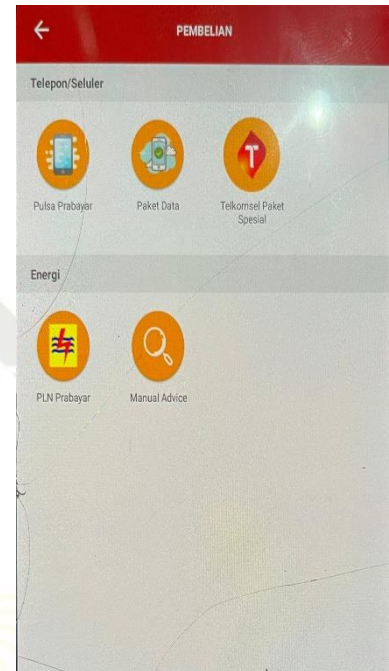 PEMBELIAN
Telepon/Seluler
T
Pulsa Prabayar
Paket Data
Telkomsel Paket
Spesial
Energi
PLN Prabayar
Manual Advice